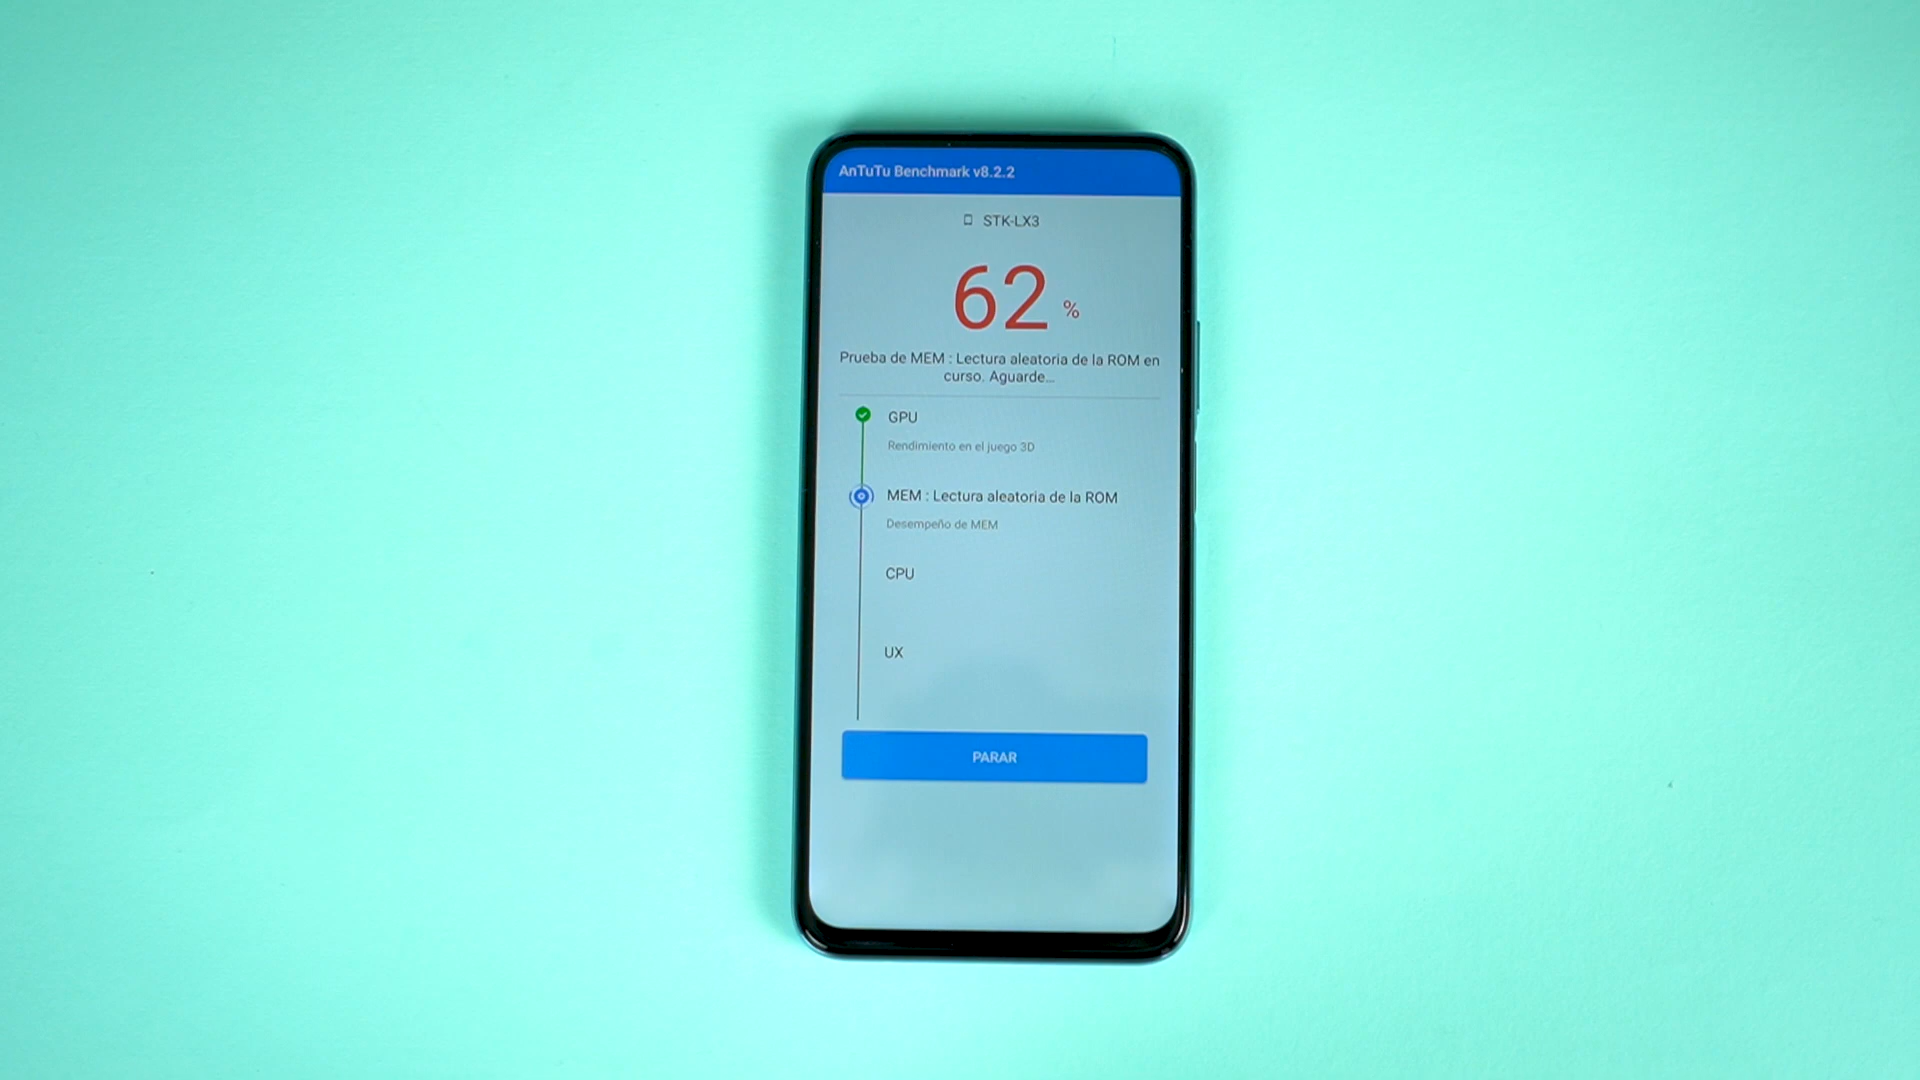 AnTuTu Benchmark v8.2.2
STK-LX3
62 %
Prueba de MEM : Lectura aleatoria de la ROM en
curso. Aguarde...
GPU
Rendimiento en el juego 3D
MEM : Lectura aleatoria de la ROM
Desempeño de MEM
CPU
UX
PARAR